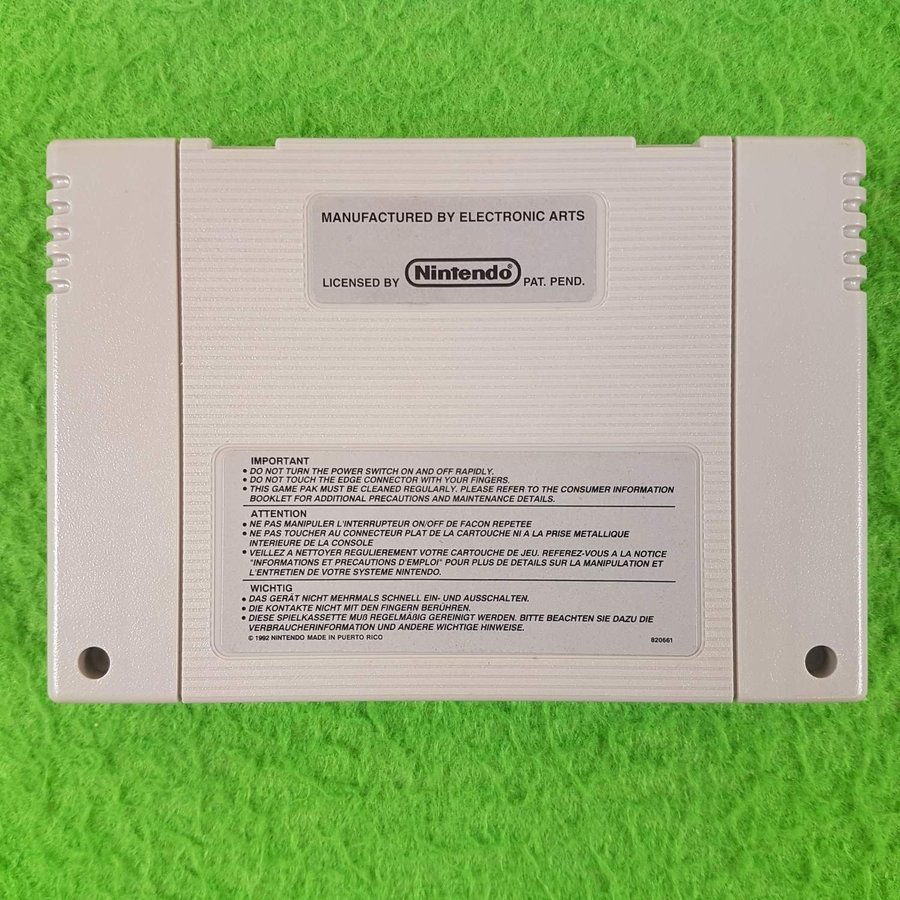 MANUFACTURED BY ELECTRONIC ARTS
LICENSED BY Nintendo® PAT. PEND.
IMPORTANT
• DO NOT TURN THE POWER SWITCH ON AND OFF RAPIDLY.
• DO NOT TOUCH THE EDGE CONNECTOR WITH YOUR FINGERS.
• THIS GAME PAK MUST BE CLEANED REGULARLY. PLEASE REFER TO THE CONSUMER INFORMATION
BOOKLET FOR ADDITIONAL PRECAUTIONS AND MAINTENANCE DETAILS.
ATTENTION
• NE PAS MANIPULER L'INTERRUPTEUR ON/OFF DE FACON REPETEE
• NE PAS TOUCHER AU CONNECTEUR PLAT DE LA CARTOUCHE NI A LA PRISE METALLIQUE
INTERIEURE DE LA CONSOLE
• VEILLEZ A NETTOYER REGULIEREMENT VOTRE CARTOUCHE DE JEU. REFEREZ-VOUS A LA NOTICE
"INFORMATIONS ET PRECAUTIONS D'EMPLOI" POUR PLUS DE DETAILS SUR LA MANIPULATION ET
L'ENTRETIEN DE VOTRE SYSTEME NINTENDO.
WICHTIG
• DAS GERÄT NICHT MEHRMALS SCHNELL EIN- UND AUSSCHALTEN.
• DIE KONTAKTE NICHT MIT DEN FINGERN BERÜHREN.
• DIESE SPIELKASSETTE MUß REGELMÄßIG GEREINIGT WERDEN. BITTE BEACHTEN SIE DAZU DIE
VERBRAUCHERINFORMATION UND ANDERE WICHTIGE HINWEISE.
© 1992 NINTENDO MADE IN PUERTO RICO 820661